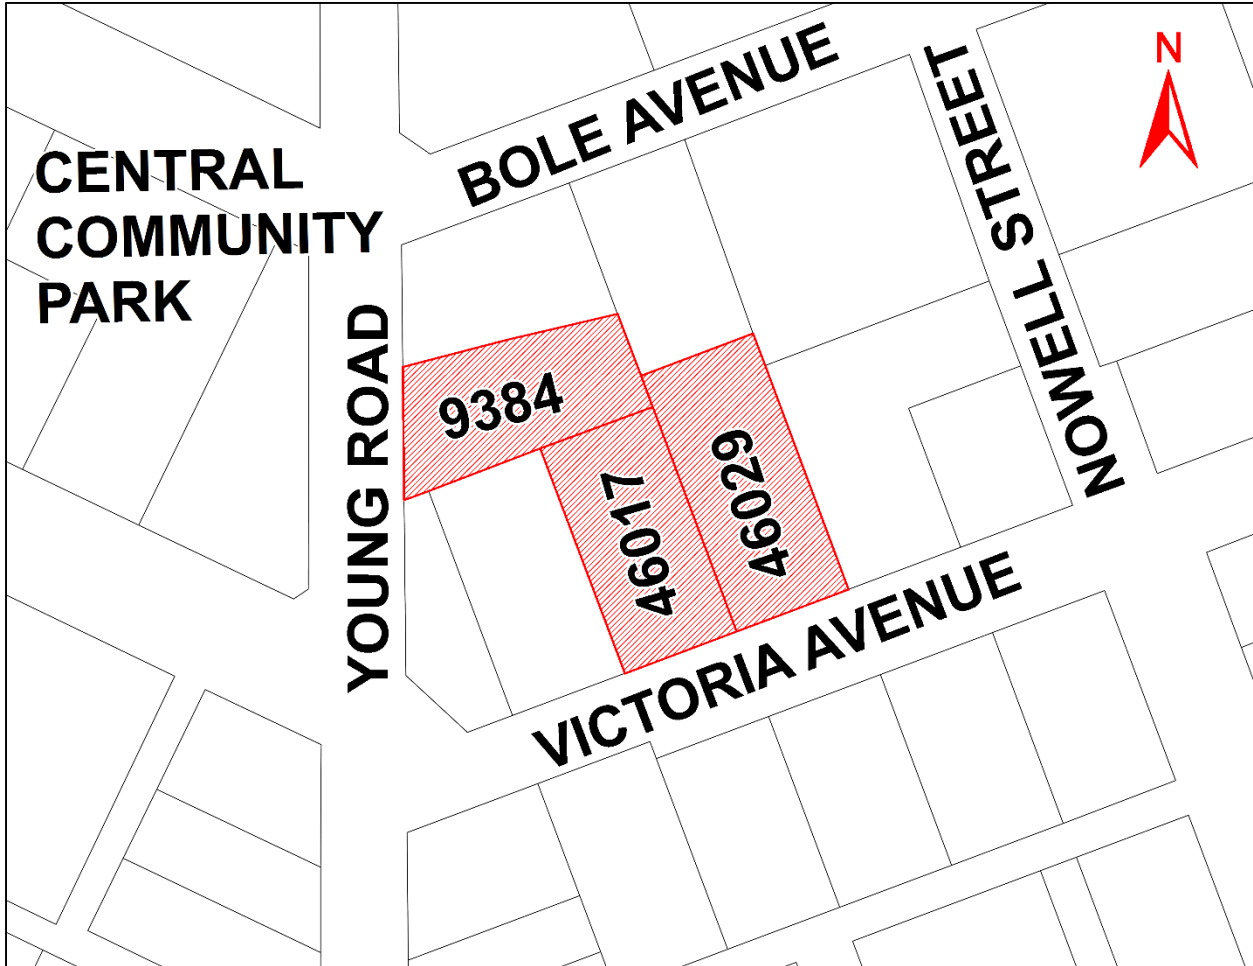 N
BOLE AVENUE
NOWELL STREET
CENTRAL
COMMUNITY
PARK
YOUNG ROAD
9384
46017
46029
VICTORIA AVENUE